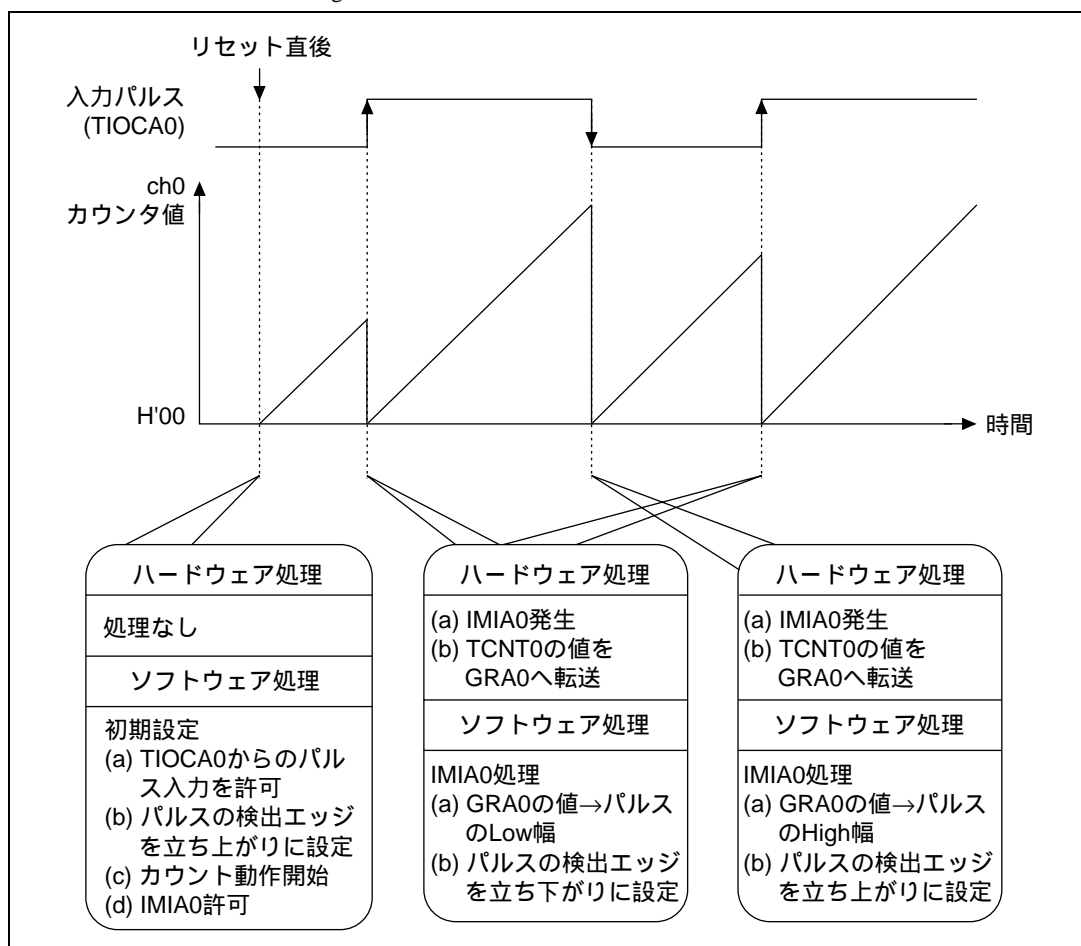 リセット直後
入力パルス
(TIOCA0)
ch0
カウンタ値
H'00
時間
ハードウェア処理
処理なし
ソフトウェア処理
初期設定
(a) TIOCA0からのパル
ス入力を許可
(b) パルスの検出エッジ
を立ち上がりに設定
(c) カウント動作開始
(d) IMIA0許可
ハードウェア処理
(a) IMIA0発生
(b) TCNT0の値を
GRA0へ転送
ソフトウェア処理
IMIA0処理
(a) GRA0の値→パルス
のLow幅
(b) パルスの検出エッジ
を立ち下がりに設定
ハードウェア処理
(a) IMIA0発生
(b) TCNT0の値を
GRA0へ転送
ソフトウェア処理
IMIA0処理
(a) GRA0の値→パルス
のHigh幅
(b) パルスの検出エッジ
を立ち上がりに設定